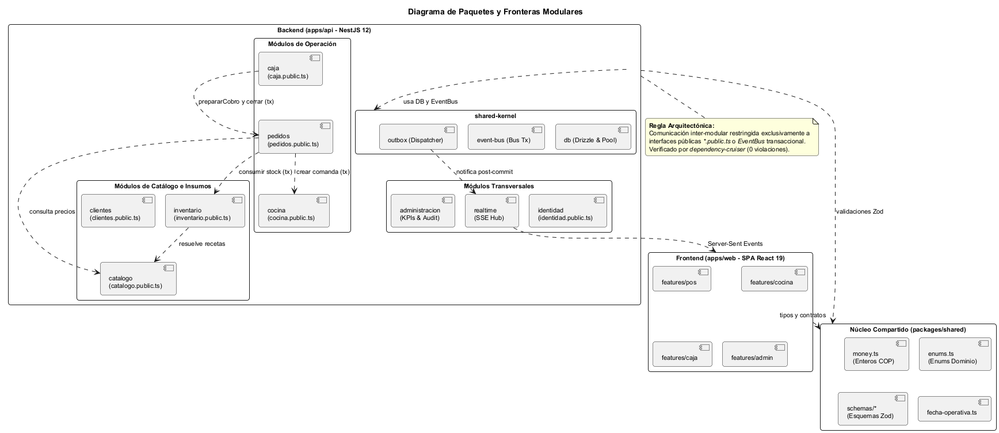 Diagrama de Paquetes y Fronteras Modulares
Backend (apps/api - NestJS 12)
Módulos de Operación
caja
(caja.public.ts)
prepararCobro y cerrar (tx)
usa DB y EventBus
shared-kernel
pedidos
(pedidos.public.ts)
outbox (Dispatcher)
event-bus (Bus Tx)
db (Drizzle & Pool)
Regla Arquitectónica:
Comunicación inter-modular restringida exclusivamente a
interfaces públicas *.public.ts o EventBus transaccional.
Verificado por dependency-cruiser (0 violaciones).
consumir stock (tx)
crear comanda (tx)
notifica post-commit
Módulos de Catálogo e Insumos
Módulos Transversales
consulta precios
clientes
(clientes.public.ts)
inventario
(inventario.public.ts)
cocina
(cocina.public.ts)
administracion
(KPIs & Audit)
realtime
(SSE Hub)
identidad
(identidad.public.ts)
validaciones Zod
resuelve recetas
Server-Sent Events
catalogo
(catalogo.public.ts)
Frontend (apps/web - SPA React 19)
features/pos
features/cocina
tipos y contratos
features/caja
features/admin
Núcleo Compartido (packages/shared)
money.ts
(Enteros COP)
enums.ts
(Enums Dominio)
schemas/*
(Esquemas Zod)
fecha-operativa.ts